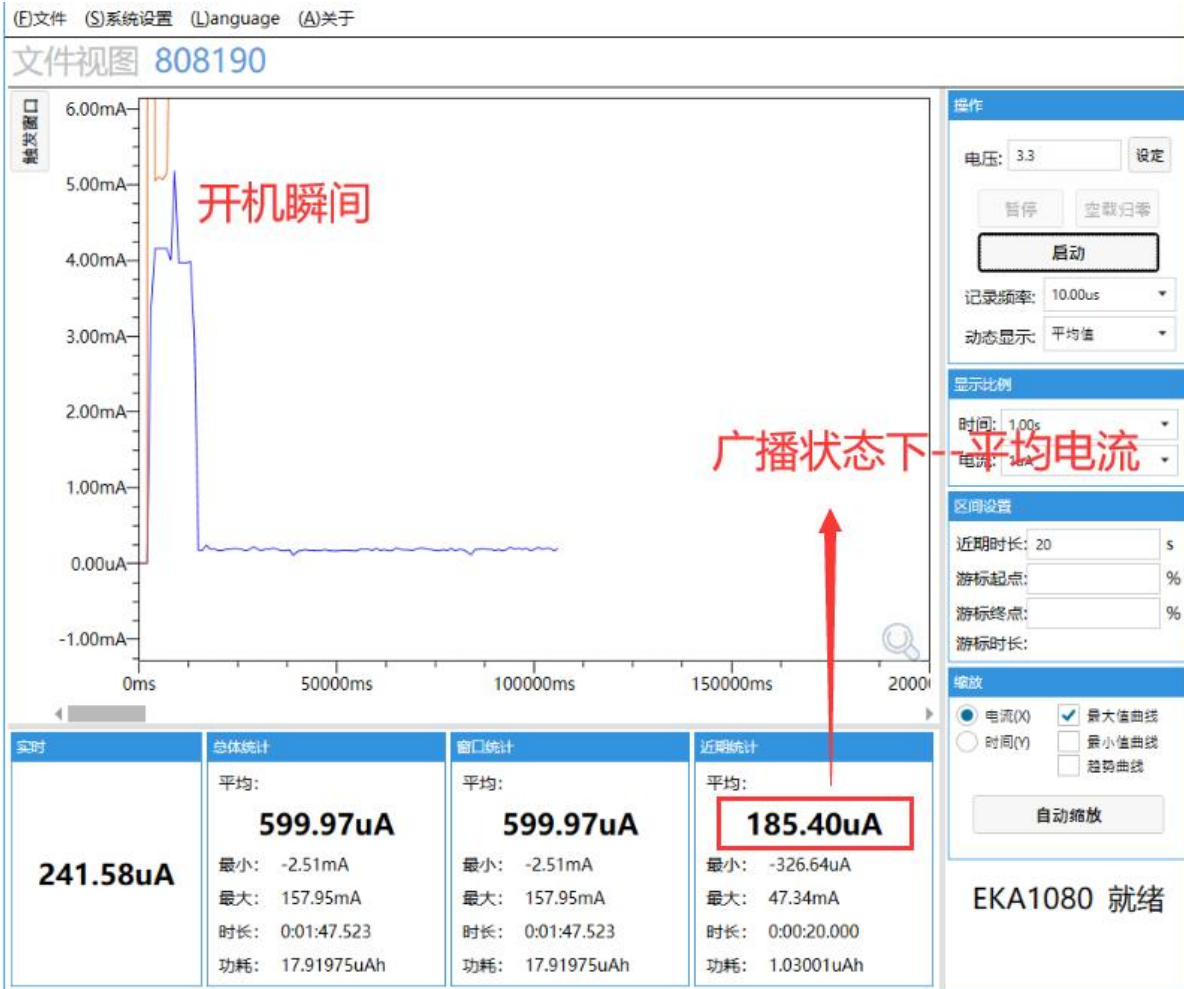 (F)文件 (S)系统设置 (L)anguage (A)关于
文件视图 808190
触发窗口
6.00mA
5.00mA
4.00mA
3.00mA
2.00mA
1.00mA
0.00uA
-1.00mA
0ms 50000ms 100000ms 150000ms 20000
开机瞬间
广播状态下--平均电流
操作
电压: 3.3 设定
暂停 空载归零
启动
记录频率: 10.00us
动态显示: 平均值
显示比例
时间: 1.00s
电流: 1uA
区间设置
近期时长: 20 s
游标起点: %
游标终点: %
游标时长:
缩放
电流(X) 最大值曲线
时间(Y) 最小值曲线
趋势曲线
自动缩放
EKA1080 就绪
实时
241.58uA
总体统计
平均:
599.97uA
最小: -2.51mA
最大: 157.95mA
时长: 0:01:47.523
功耗: 17.91975uAh
窗口统计
平均:
599.97uA
最小: -2.51mA
最大: 157.95mA
时长: 0:01:47.523
功耗: 17.91975uAh
近期统计
平均:
185.40uA
最小: -326.64uA
最大: 47.34mA
时长: 0:00:20.000
功耗: 1.03001uAh